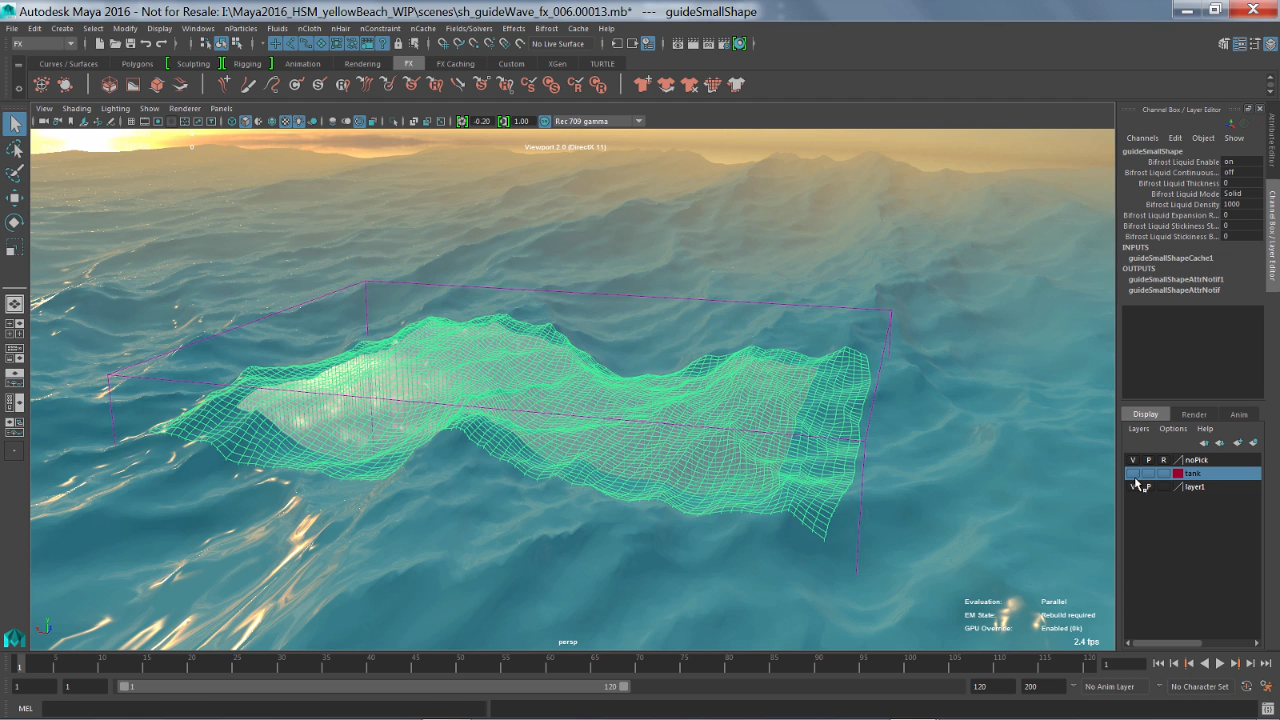 Autodesk Maya 2016 - Not for Resale: I:\Maya2016_HSM_yellowBeach_WIP\scenes\sh_guideWave_fx_006.00013.mb*   ---   guideSmallShape
File Edit Create Select Modify Display Windows nParticles Fluids nCloth nHair nConstraint nCache Fields/Solvers Effects Bifrost Cache Help
FX No Live Surface
Curves / Surfaces Polygons Sculpting Rigging Animation Rendering FX FX Caching Custom XGen TURTLE
View Shading Lighting Show Renderer Panels
-0.20 1.00 Rec 709 gamma
0 Viewport 2.0 (DirectX 11)
Channel Box / Layer Editor
Channels Edit Object Show
guideSmallShape
Bifrost Liquid Enable on
Bifrost Liquid Continuous... off
Bifrost Liquid Thickness 0
Bifrost Liquid Mode Solid
Bifrost Liquid Density 1000
Bifrost Liquid Expansion R... 0
Bifrost Liquid Stickiness St... 0
Bifrost Liquid Stickiness B... 0
INPUTS
guideSmallShapeCache1
OUTPUTS
guideSmallShapeAttrNotif1
guideSmallShapeAttrNotif
Attribute Editor
Channel Box / Layer Editor
Display Render Anim
Layers Options Help
V P R noPick
tank
V P layer1
Evaluation: Parallel
EM State: Rebuild required
GPU Override: Enabled (0k)
2.4 fps
persp
1 5 10 15 20 25 30 35 40 45 50 55 60 65 70 75 80 85 90 95 100 105 110 115 120 1
1 1 1 120 120 200 No Anim Layer No Character Set
MEL